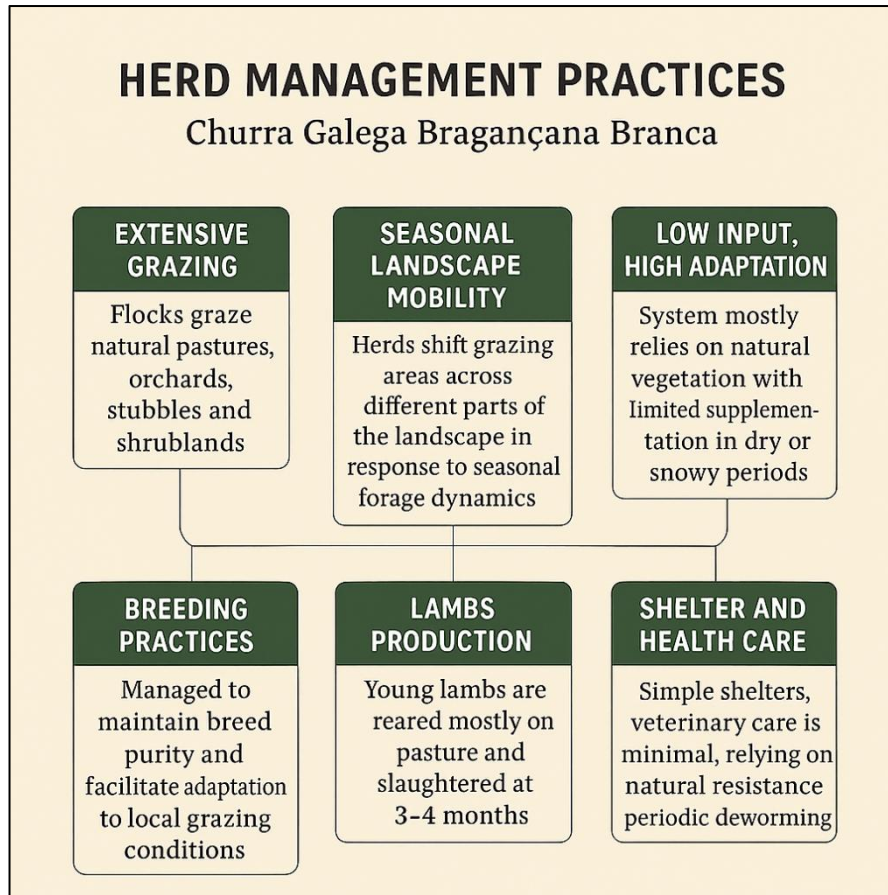 HERD MANAGEMENT PRACTICES
Churra Galega Bragançana Branca
EXTENSIVE
GRAZING
Flocks graze
natural pastures,
orchards,
stubbles and
shrublands
SEASONAL
LANDSCAPE
MOBILITY
Herds shift grazing
areas across
different parts of
the landscape in
response to seasonal
forage dynamics
LOW INPUT,
HIGH ADAPTATION
System mostly
relies on natural
vegetation with
limited supplemen-
tation in dry or
snowy periods
BREEDING
PRACTICES
Managed to
maintain breed
purity and
facilitate adaptation
to local grazing
conditions
LAMBS
PRODUCTION
Young lambs are
reared mostly on
pasture and
slaughtered at
3–4 months
SHELTER AND
HEALTH CARE
Simple shelters,
veterinary care is
minimal, relying on
natural resistance
periodic deworming